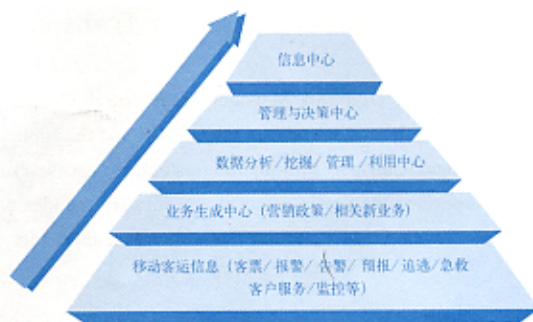 信息中心
管理与决策中心
数据分析/挖掘/管理/利用中心
业务生成中心（营销政策/相关新业务）
移动客运信息（客票/报警/告警/预报/追逃/急救
客户服务/监控等）